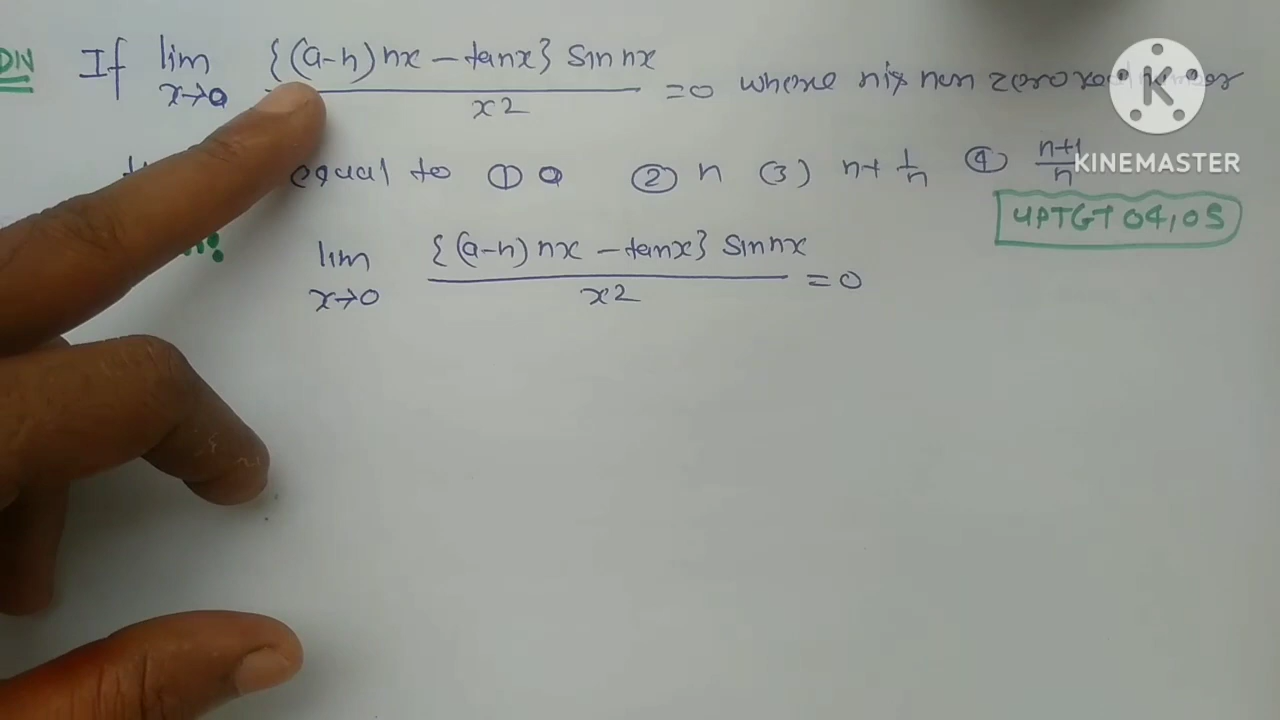 If lim {(a-n) nx - tanx} sin nx
x→0 x2 = 0 where n is non zero
KINEMASTER
equal to ① 0 ② n (3) n + 1/n ④ n+1/n
UPTGT 04,05
lim {(a-n) nx - tanx} sin nx
x→0 x2 = 0